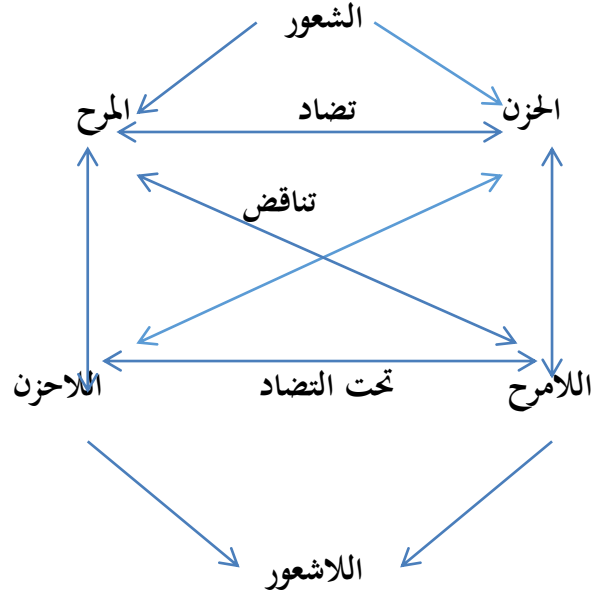 الشعور
الحزن تضاد المرح
تناقض
اللامرح تحت التضاد اللاحزن
اللاشعور